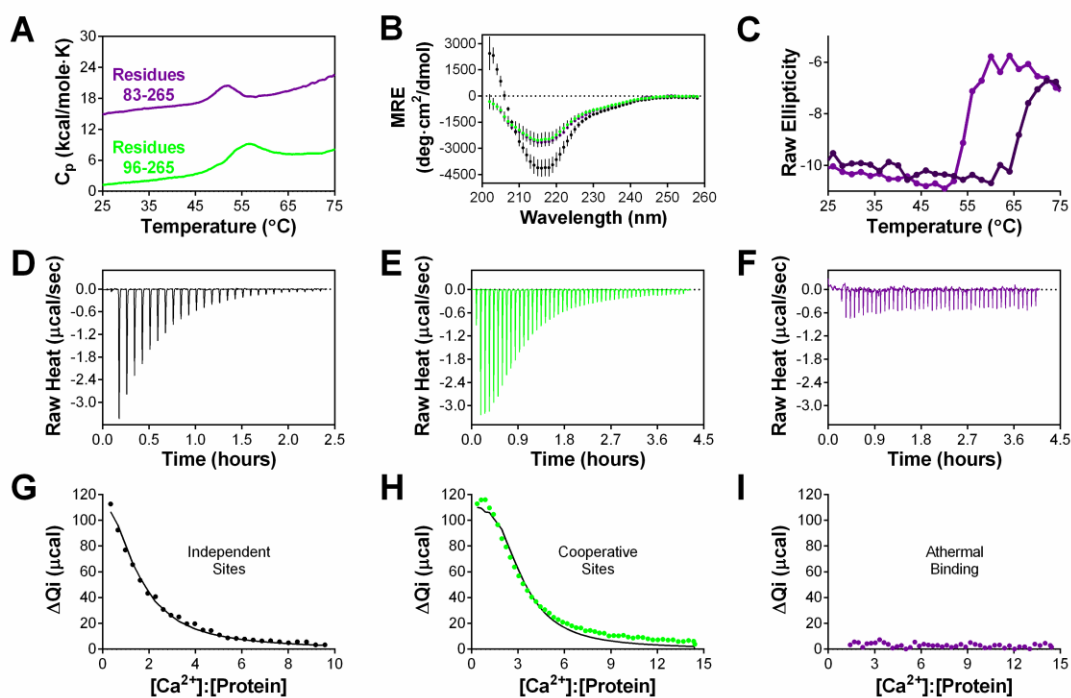 A
Cp (kcal/mole·K)
30
24
18
12
6
0
Residues
83-265
Residues
96-265
25 35 45 55 65 75
Temperature (°C)
B
MRE
(deg·cm²/dmol)
3000
1500
0
-1500
-3000
-4500
200 210 220 230 240 250 260
Wavelength (nm)
C
Raw Ellipticity
-6
-8
-10
25 35 45 55 65 75
Temperature (°C)
D
Raw Heat (μcal/sec)
0.0
-0.6
-1.2
-1.8
-2.4
-3.0
0.0 0.5 1.0 1.5 2.0 2.5
Time (hours)
E
Raw Heat (μcal/sec)
0.0
-0.6
-1.2
-1.8
-2.4
-3.0
0.0 0.9 1.8 2.7 3.6 4.5
Time (hours)
F
Raw Heat (μcal/sec)
0.0
-0.6
-1.2
-1.8
-2.4
-3.0
0.0 0.9 1.8 2.7 3.6 4.5
Time (hours)
G
ΔQi (μcal)
120
100
80
60
40
20
0
Independent
Sites
0 2 4 6 8 10
[Ca²⁺]:[Protein]
H
ΔQi (μcal)
120
100
80
60
40
20
0
Cooperative
Sites
0 3 6 9 12 15
[Ca²⁺]:[Protein]
I
ΔQi (μcal)
120
100
80
60
40
20
0
Athermal
Binding
0 3 6 9 12 15
[Ca²⁺]:[Protein]